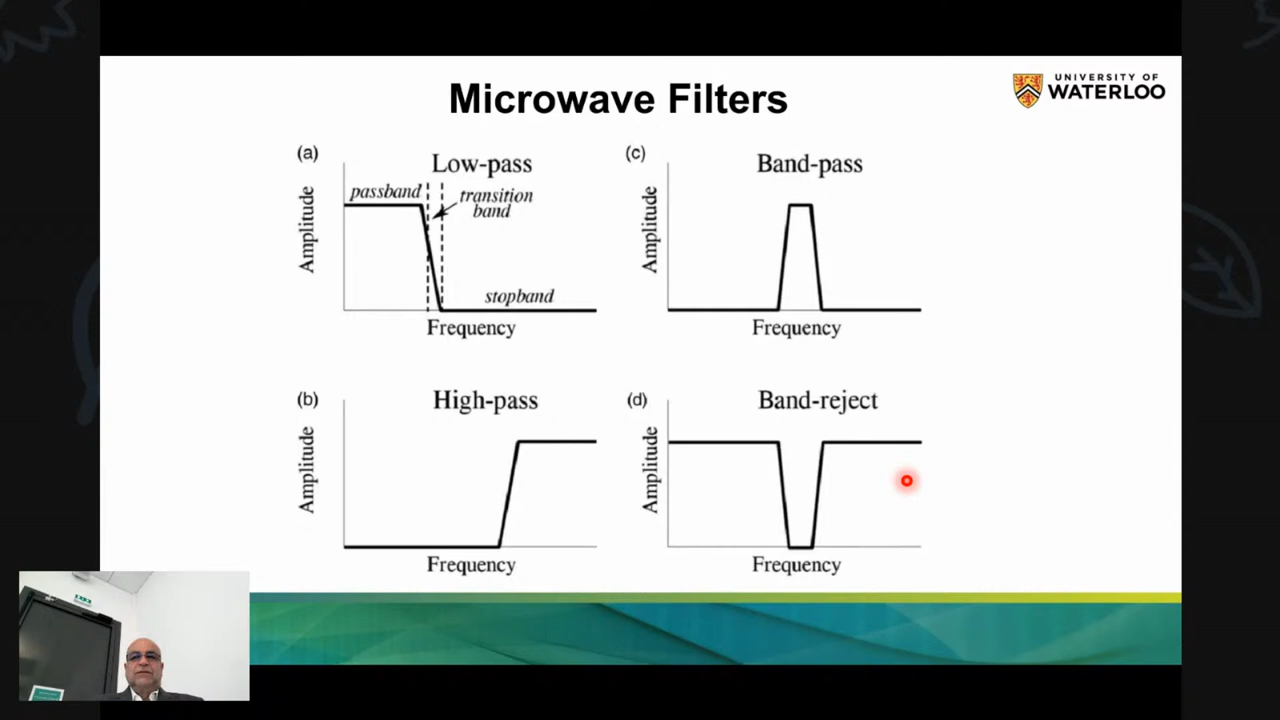 Microwave Filters
UNIVERSITY OF
WATERLOO
(a)
Low-pass
passband
transition
band
stopband
Amplitude
Frequency
(c)
Band-pass
Amplitude
Frequency
(b)
High-pass
Amplitude
Frequency
(d)
Band-reject
Amplitude
Frequency